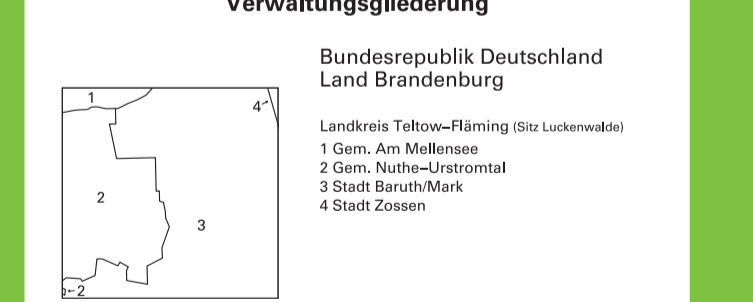 Verwaltungsgliederung
Bundesrepublik Deutschland
Land Brandenburg
Landkreis Teltow–Fläming (Sitz Luckenwalde)
1 Gem. Am Mellensee
2 Gem. Nuthe–Urstromtal
3 Stadt Baruth/Mark
4 Stadt Zossen
1
4
2
3
2